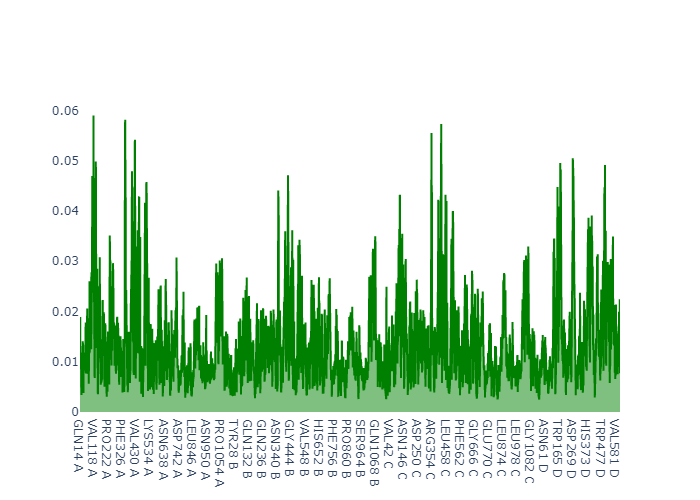 0.06
0.05
0.04
0.03
0.02
0.01
0
GLN14 A
VAL118 A
PRO222 A
PHE326 A
VAL430 A
LYS534 A
ASN638 A
ASP742 A
LEU846 A
ASN950 A
PRO1054 A
TYR28 B
GLN132 B
GLN236 B
ASN340 B
GLY444 B
VAL548 B
HIS652 B
PHE756 B
PRO860 B
SER964 B
GLN1068 B
VAL42 C
ASN146 C
ASP250 C
ARG354 C
LEU458 C
PHE562 C
GLY666 C
GLU770 C
LEU874 C
LEU978 C
GLY1082 C
ASN61 D
TRP165 D
ASP269 D
HIS373 D
TRP477 D
VAL581 D